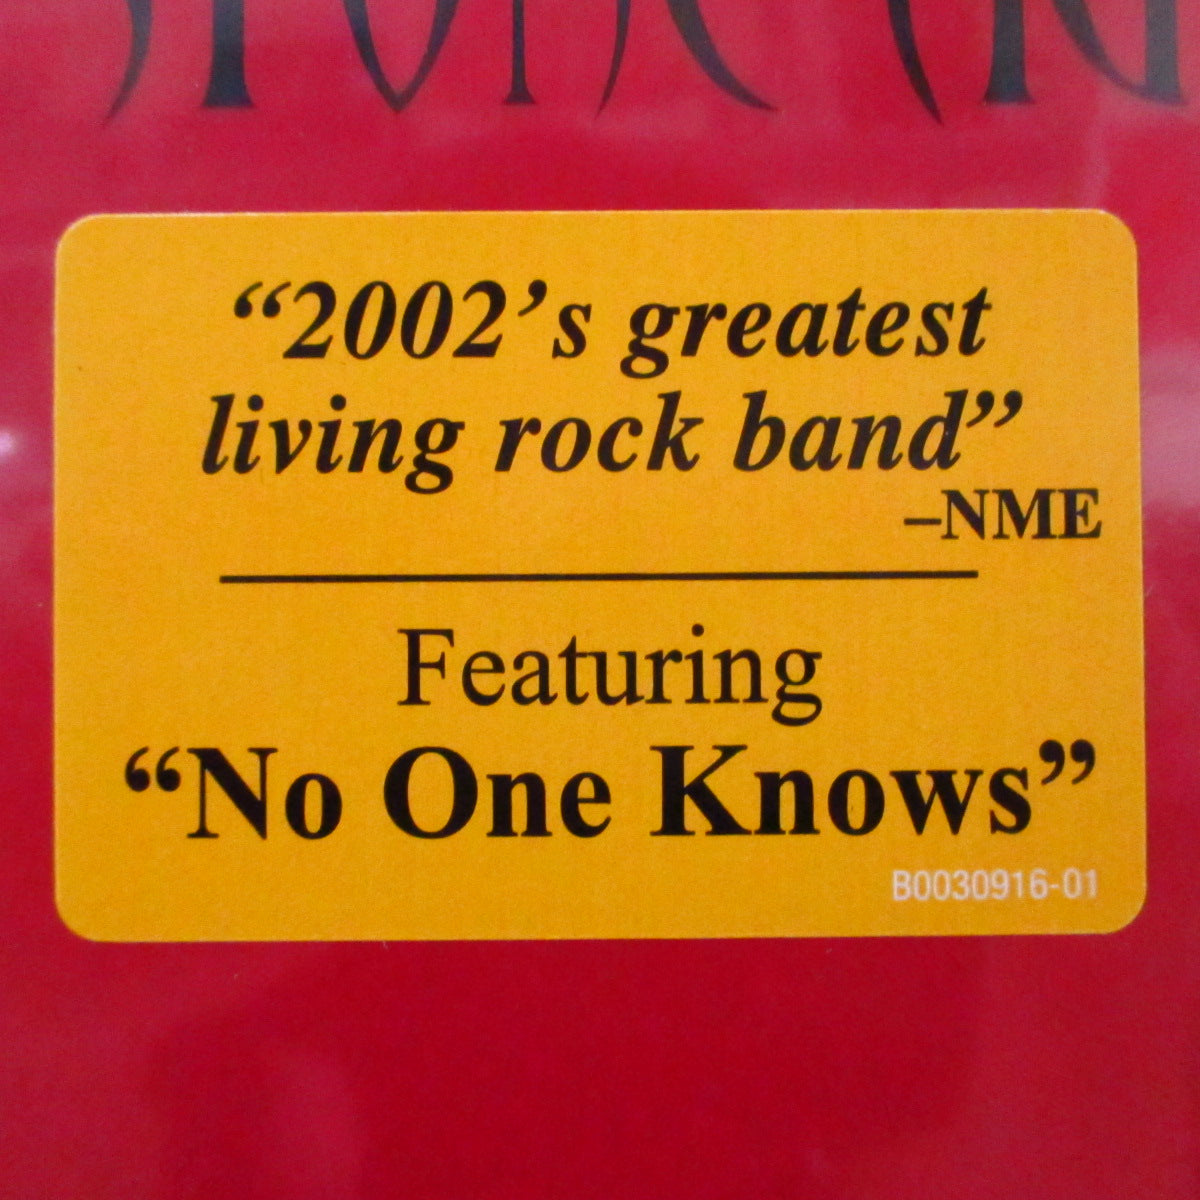 “2002’s greatest
living rock band”
–NME
Featuring
“No One Knows”
B0030916-01